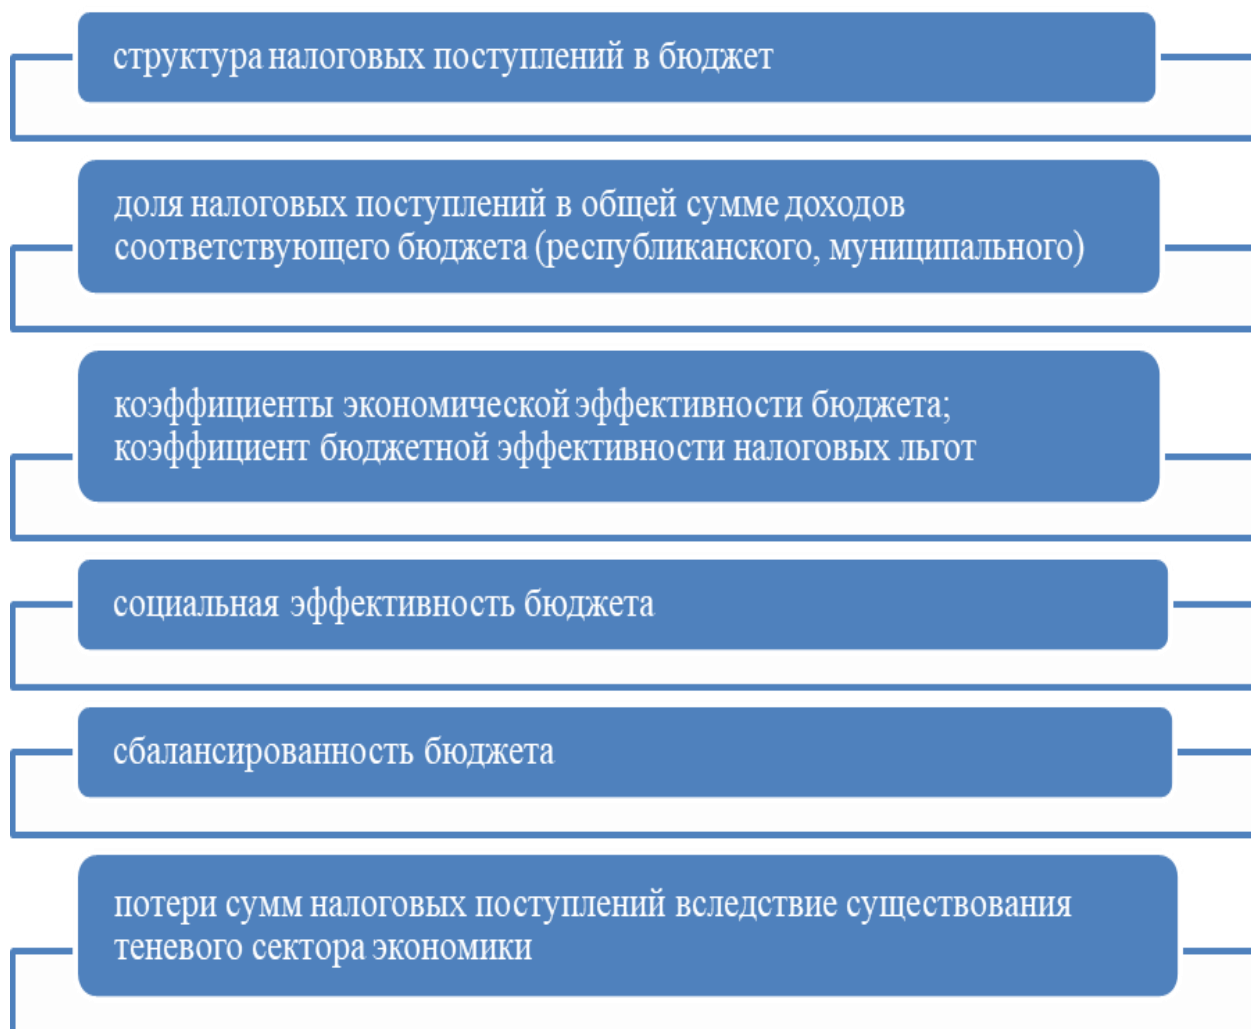 структура налоговых поступлений в бюджет
доля налоговых поступлений в общей сумме доходов
соответствующего бюджета (республиканского, муниципального)
коэффициенты экономической эффективности бюджета;
коэффициент бюджетной эффективности налоговых льгот
социальная эффективность бюджета
сбалансированность бюджета
потери сумм налоговых поступлений вследствие существования
теневого сектора экономики